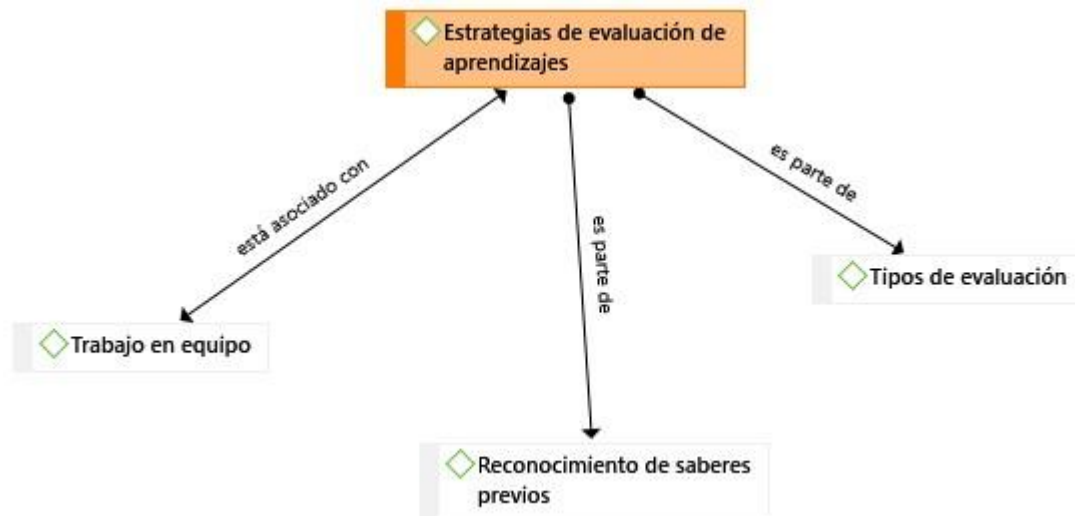 Estrategias de evaluación de
aprendizajes
está asociado con
es parte de
es parte de
Tipos de evaluación
Trabajo en equipo
Reconocimiento de saberes
previos